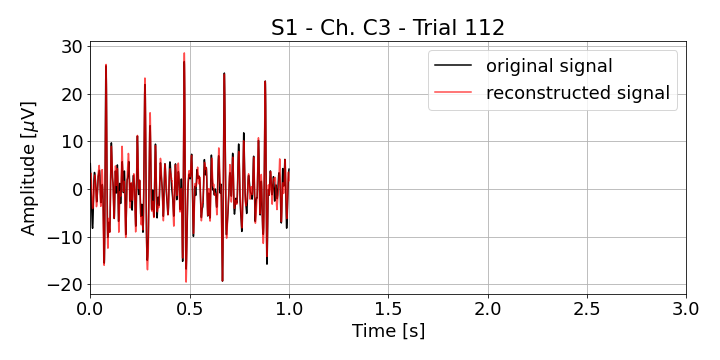 S1 - Ch. C3 - Trial 112
original signal
reconstructed signal
Amplitude [μV]
30
20
10
0
−10
−20
0.0 0.5 1.0 1.5 2.0 2.5 3.0
Time [s]